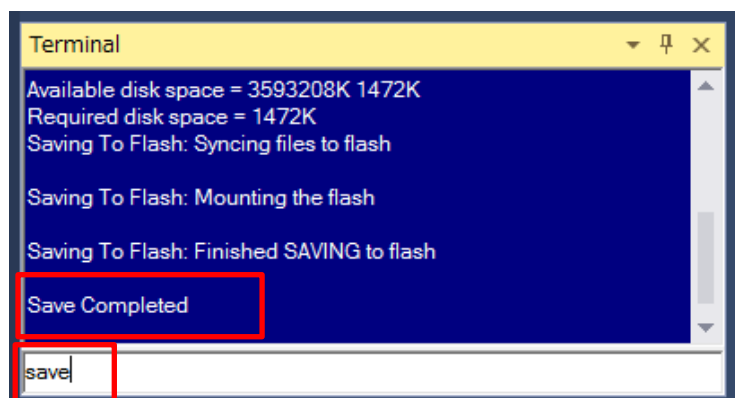 Terminal
Available disk space = 3593208K 1472K
Required disk space = 1472K
Saving To Flash: Syncing files to flash
Saving To Flash: Mounting the flash
Saving To Flash: Finished SAVING to flash
Save Completed
save